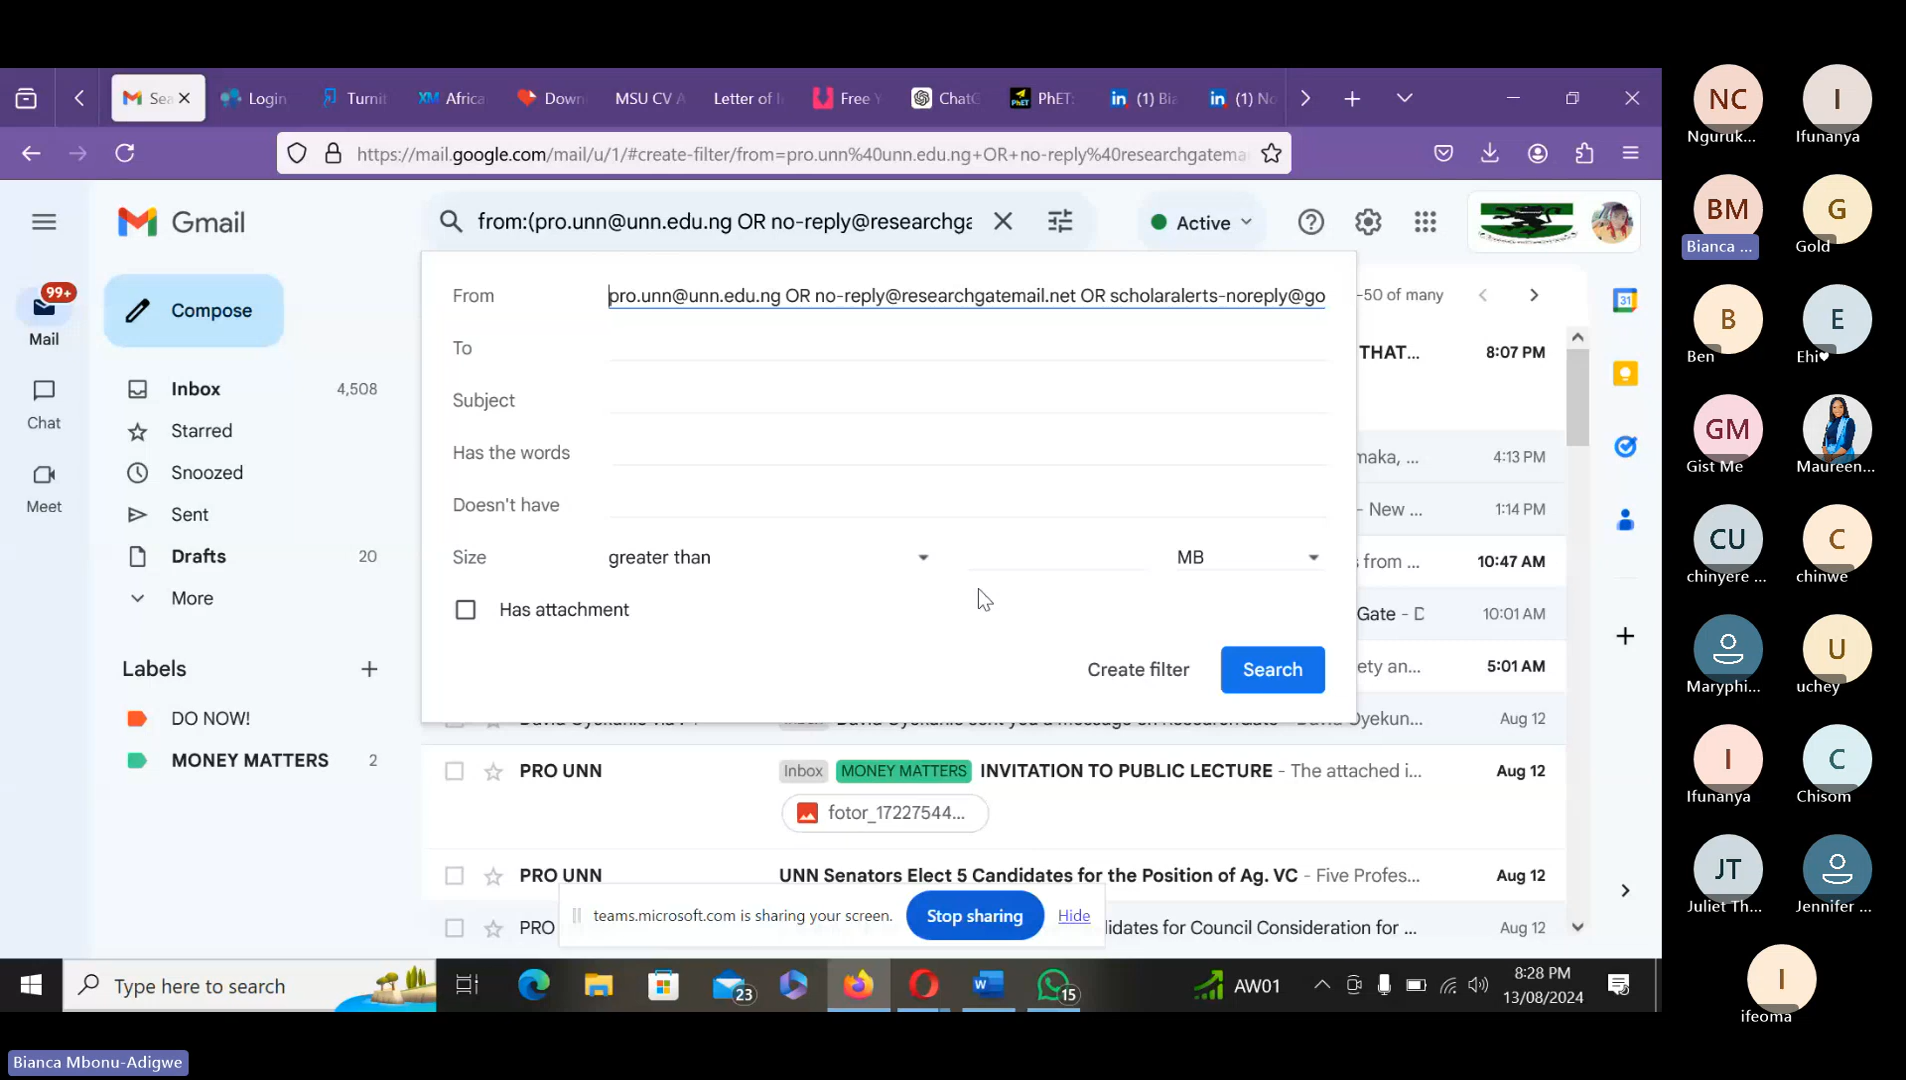 Sea
Login
Turnit
XM Africa
Down
MSU CV A
Letter of I
Free Y
ChatG
PhET:
(1) Bia
(1) No
https://mail.google.com/mail/u/1/#create-filter/from=pro.unn%40unn.edu.ng+OR+no-reply%40researchgatema
Gmail
from:(pro.unn@unn.edu.ng OR no-reply@researchga
Active
99+
Mail
Chat
Meet
Compose
Inbox 4,508
Starred
Snoozed
Sent
Drafts 20
More
Labels
DO NOW!
MONEY MATTERS 2
From pro.unn@unn.edu.ng OR no-reply@researchgatemail.net OR scholaralerts-noreply@go
To
Subject
Has the words
Doesn't have
Size greater than MB
Has attachment
Create filter Search
-50 of many
THAT... 8:07 PM
maka, ... 4:13 PM
- New ... 1:14 PM
s from ... 10:47 AM
Gate - D 10:01 AM
ety an... 5:01 AM
Aug 12
PRO UNN Inbox MONEY MATTERS INVITATION TO PUBLIC LECTURE - The attached i... Aug 12
fotor_17227544...
PRO UNN UNN Senators Elect 5 Candidates for the Position of Ag. VC - Five Profes... Aug 12
PRO lidates for Council Consideration for ... Aug 12
teams.microsoft.com is sharing your screen. Stop sharing Hide
31
Type here to search
23
15
AW01
8:28 PM
13/08/2024
NC
Nguruk...
I
Ifunanya
BM
Bianca ...
G
Gold
B
Ben
E
Ehi♥
GM
Gist Me
Maureen...
CU
chinyere ...
C
chinwe
Maryphi...
U
uchey
I
Ifunanya
C
Chisom
JT
Juliet Th...
Jennifer ...
I
ifeoma
Bianca Mbonu-Adigwe